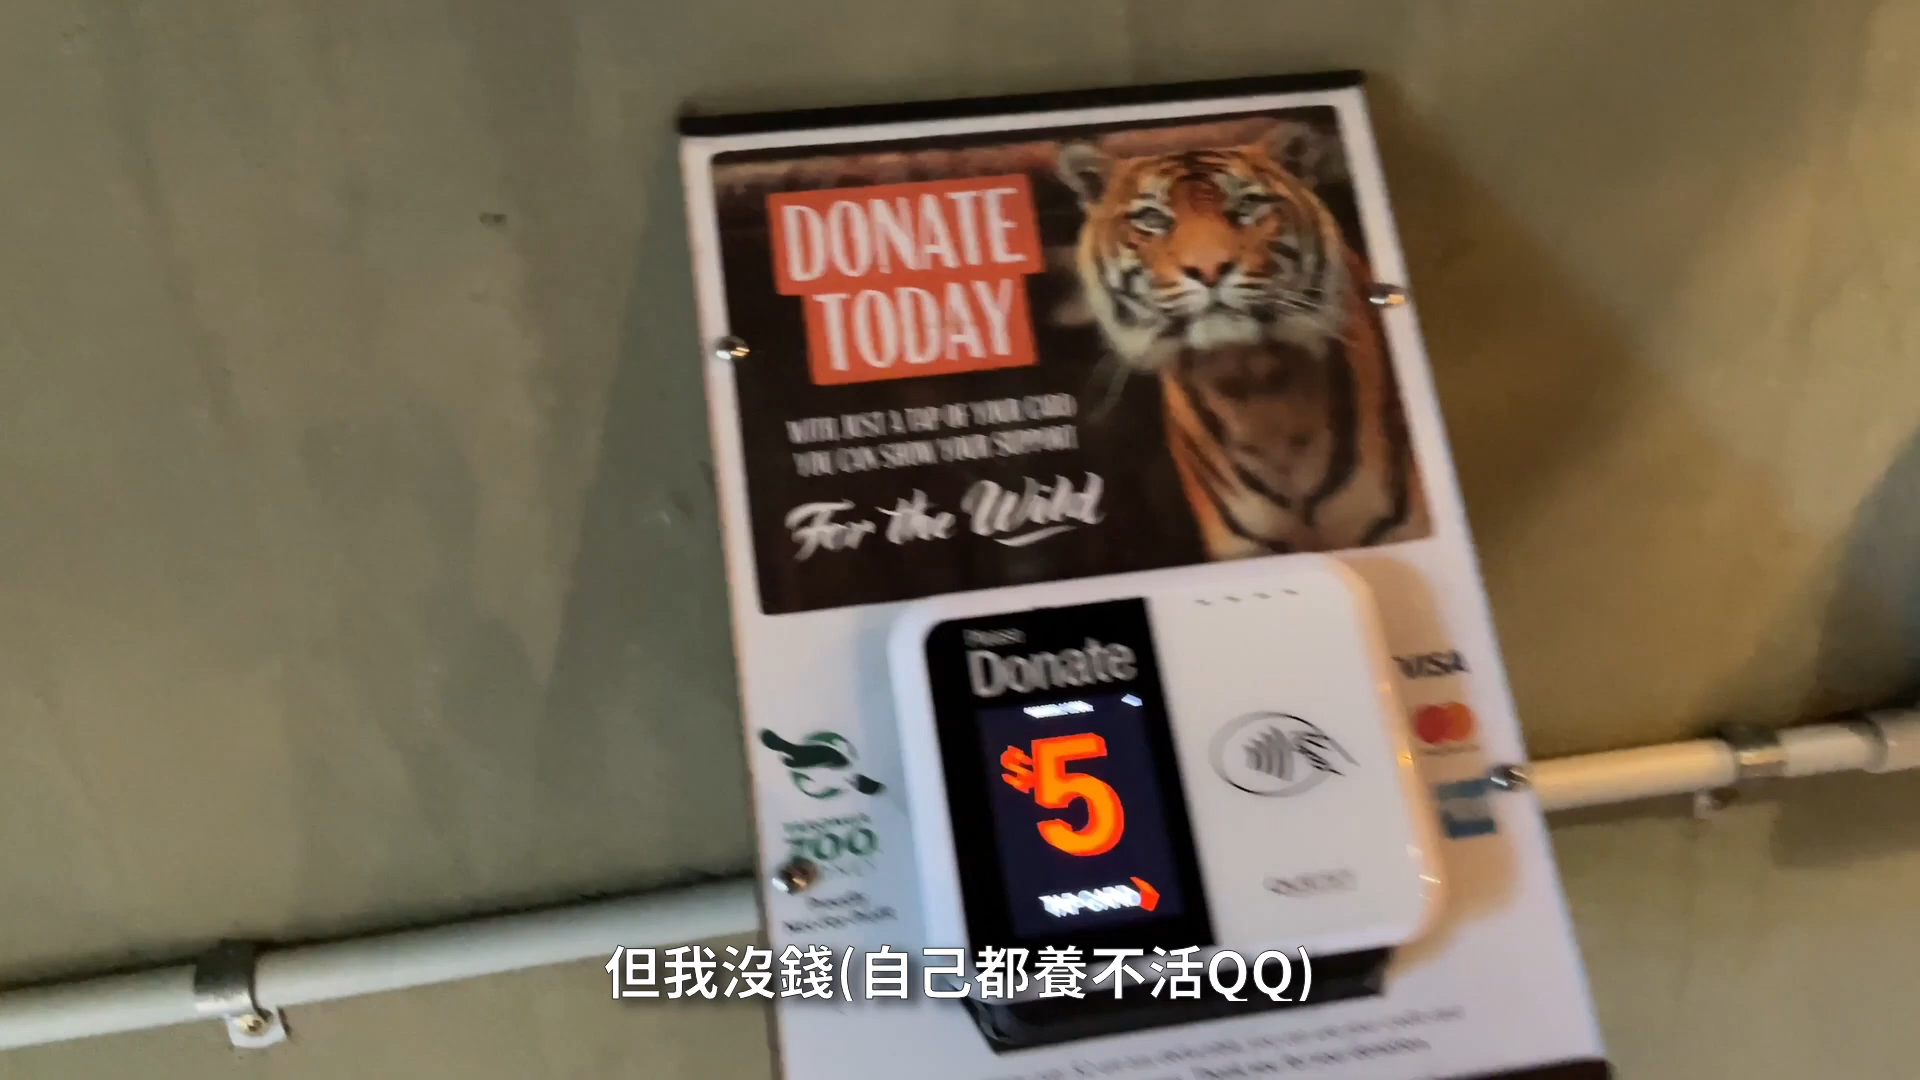 DONATE
TODAY
WITH JUST A TAP OF YOUR CARD
YOU CAN SHOW YOUR SUPPORT
For the Wild
Donate
$5
TAP CARD
VISA
ZOO
但我沒錢(自己都養不活QQ)